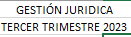 GESTIÓN JURIDICA
TERCER TRIMESTRE 2023